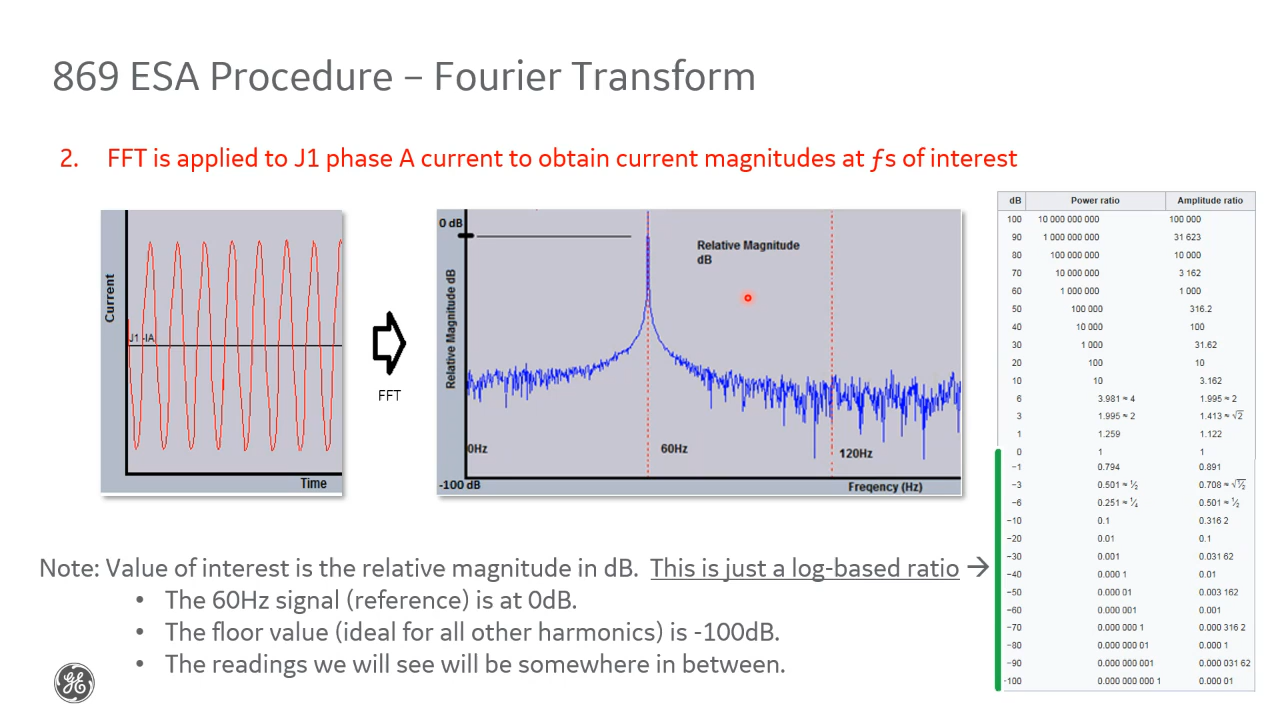 869 ESA Procedure – Fourier Transform
2. FFT is applied to J1 phase A current to obtain current magnitudes at ƒs of interest
Current
J1 -IA
Time
FFT
0 dB
Relative Magnitude dB
Relative Magnitude
dB
0Hz
60Hz
120Hz
-100 dB
Freqency (Hz)
dB Power ratio Amplitude ratio
100 10 000 000 000 100 000
90 1 000 000 000 31 623
80 100 000 000 10 000
70 10 000 000 3 162
60 1 000 000 1 000
50 100 000 316.2
40 10 000 100
30 1 000 31.62
20 100 10
10 10 3.162
6 3.981 ≈ 4 1.995 ≈ 2
3 1.995 ≈ 2 1.413 ≈ √2
1 1.259 1.122
0 1 1
−1 0.794 0.891
−3 0.501 ≈ ½ 0.708 ≈ √½
−6 0.251 ≈ ¼ 0.501 ≈ ½
−10 0.1 0.316 2
−20 0.01 0.1
−30 0.001 0.031 62
−40 0.000 1 0.01
−50 0.000 01 0.003 162
−60 0.000 001 0.001
−70 0.000 000 1 0.000 316 2
−80 0.000 000 01 0.000 1
−90 0.000 000 001 0.000 031 62
-100 0.000 000 000 1 0.000 01
Note: Value of interest is the relative magnitude in dB. This is just a log-based ratio →
• The 60Hz signal (reference) is at 0dB.
• The floor value (ideal for all other harmonics) is -100dB.
• The readings we will see will be somewhere in between.
GE